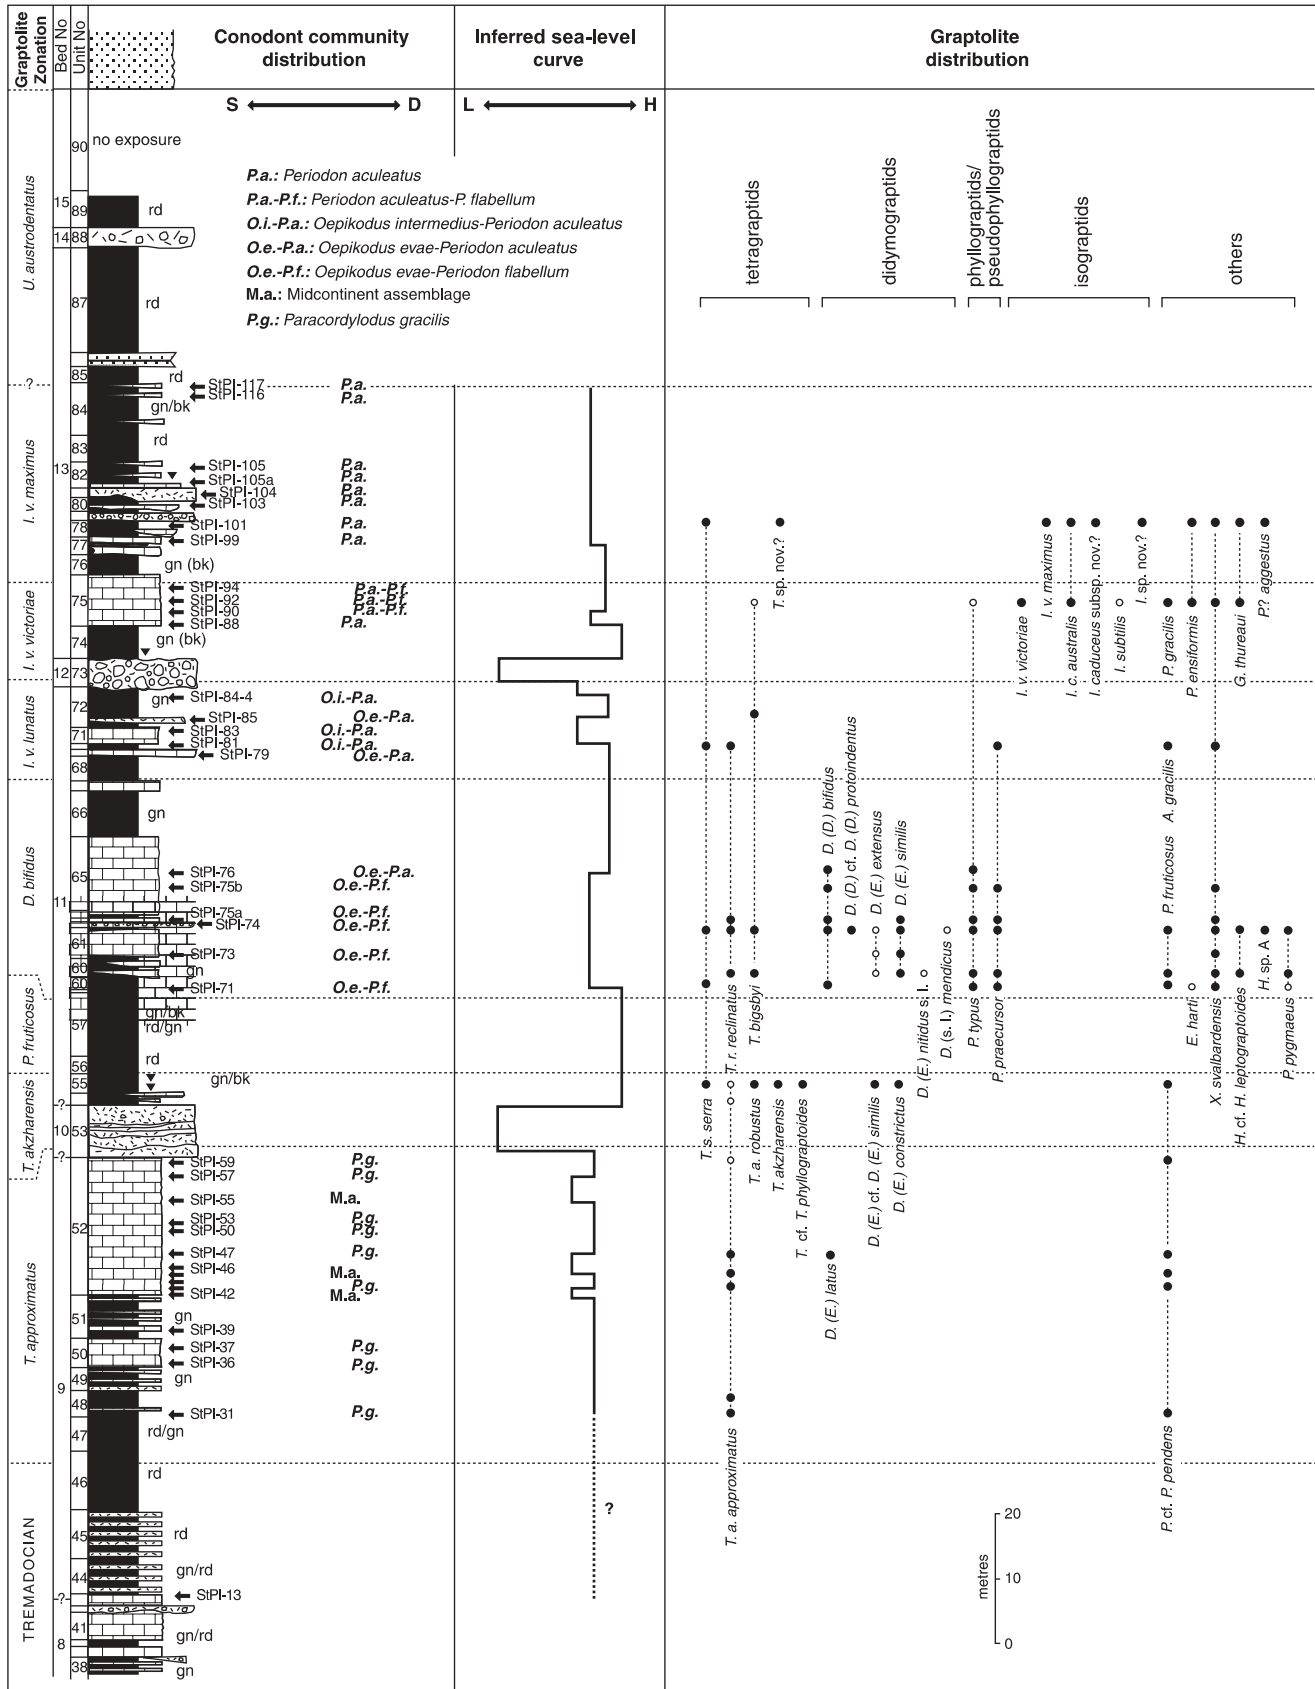 Graptolite
Zonation
Bed No
Unit No
Conodont community
distribution
Inferred sea-level
curve
Graptolite
distribution
S
D
L
H
90
no exposure
P.a.: Periodon aculeatus
P.a.-P.f.: Periodon aculeatus-P. flabellum
O.i.-P.a.: Oepikodus intermedius-Periodon aculeatus
O.e.-P.a.: Oepikodus evae-Periodon aculeatus
O.e.-P.f.: Oepikodus evae-Periodon flabellum
M.a.: Midcontinent assemblage
P.g.: Paracordylodus gracilis
tetragraptids
didymograptids
phyllograptids/
pseudophyllograptids
isograptids
others
U. austrodentatus
15
89
rd
14
88
87
rd
85
rd
?
StPI-117
P.a.
StPI-116
P.a.
84
gn/bk
83
rd
I. v. maximus
13
82
StPI-105
P.a.
StPI-105a
P.a.
StPI-104
P.a.
80
StPI-103
P.a.
78
StPI-101
P.a.
77
StPI-99
P.a.
76
gn (bk)
T. sp. nov.?
I. v. maximus
I. c. australis
I. caduceus subsp. nov.?
I. sp. nov.?
P.? aggestus
I. v. victoriae
75
StPI-94
P.a.-P.f.
StPI-92
P.a.-P.f.
StPI-90
P.a.-P.f.
StPI-88
P.a.
74
gn (bk)
12
73
I. v. victoriae
I. subtilis
P. gracilis
P. ensiformis
G. thureaui
I. v. lunatus
72
gn
StPI-84-4
O.i.-P.a.
StPI-85
O.e.-P.a.
71
StPI-83
O.i.-P.a.
StPI-81
O.i.-P.a.
StPI-79
O.e.-P.a.
68
A. gracilis
D. bifidus
11
66
gn
65
StPI-76
O.e.-P.a.
StPI-75b
O.e.-P.f.
StPI-75a
O.e.-P.f.
StPI-74
O.e.-P.f.
61
StPI-73
O.e.-P.f.
60
gn
60
StPI-71
O.e.-P.f.
D. (D.) bifidus
D. (D.) cf. D. (D.) protoindentus
D. (E.) extensus
D. (E.) similis
P. fruticosus
P. fruticosus
57
gn/bk
rd/gn
56
rd
T. r. reclinatus
T. bigsbyi
D. (E.) nitidus s. l.
D. (s. l.) mendicus
P. typus
P. praecursor
E. harti
X. svalbardensis
H. cf. H. leptograptoides
H. sp. A
P. pygmaeus
T. akzharensis
55
gn/bk
?
10
53
?
T. s. serra
T. a. robustus
T. akzharensis
T. cf. T. phyllograptoides
D. (E.) cf. D. (E.) similis
D. (E.) constrictus
T. approximatus
StPI-59
P.g.
StPI-57
P.g.
StPI-55
M.a.
52
StPI-53
P.g.
StPI-50
P.g.
StPI-47
P.g.
StPI-46
M.a.
P.g.
StPI-42
M.a.
D. (E.) latus
51
gn
StPI-39
50
StPI-37
P.g.
StPI-36
P.g.
9
49
gn
48
StPI-31
P.g.
47
rd/gn
T. a. approximatus
P. cf. P. pendens
TREMADOCIAN
46
rd
?
45
rd
44
gn/rd
?
StPI-13
41
gn/rd
8
38
gn
metres
20
10
0